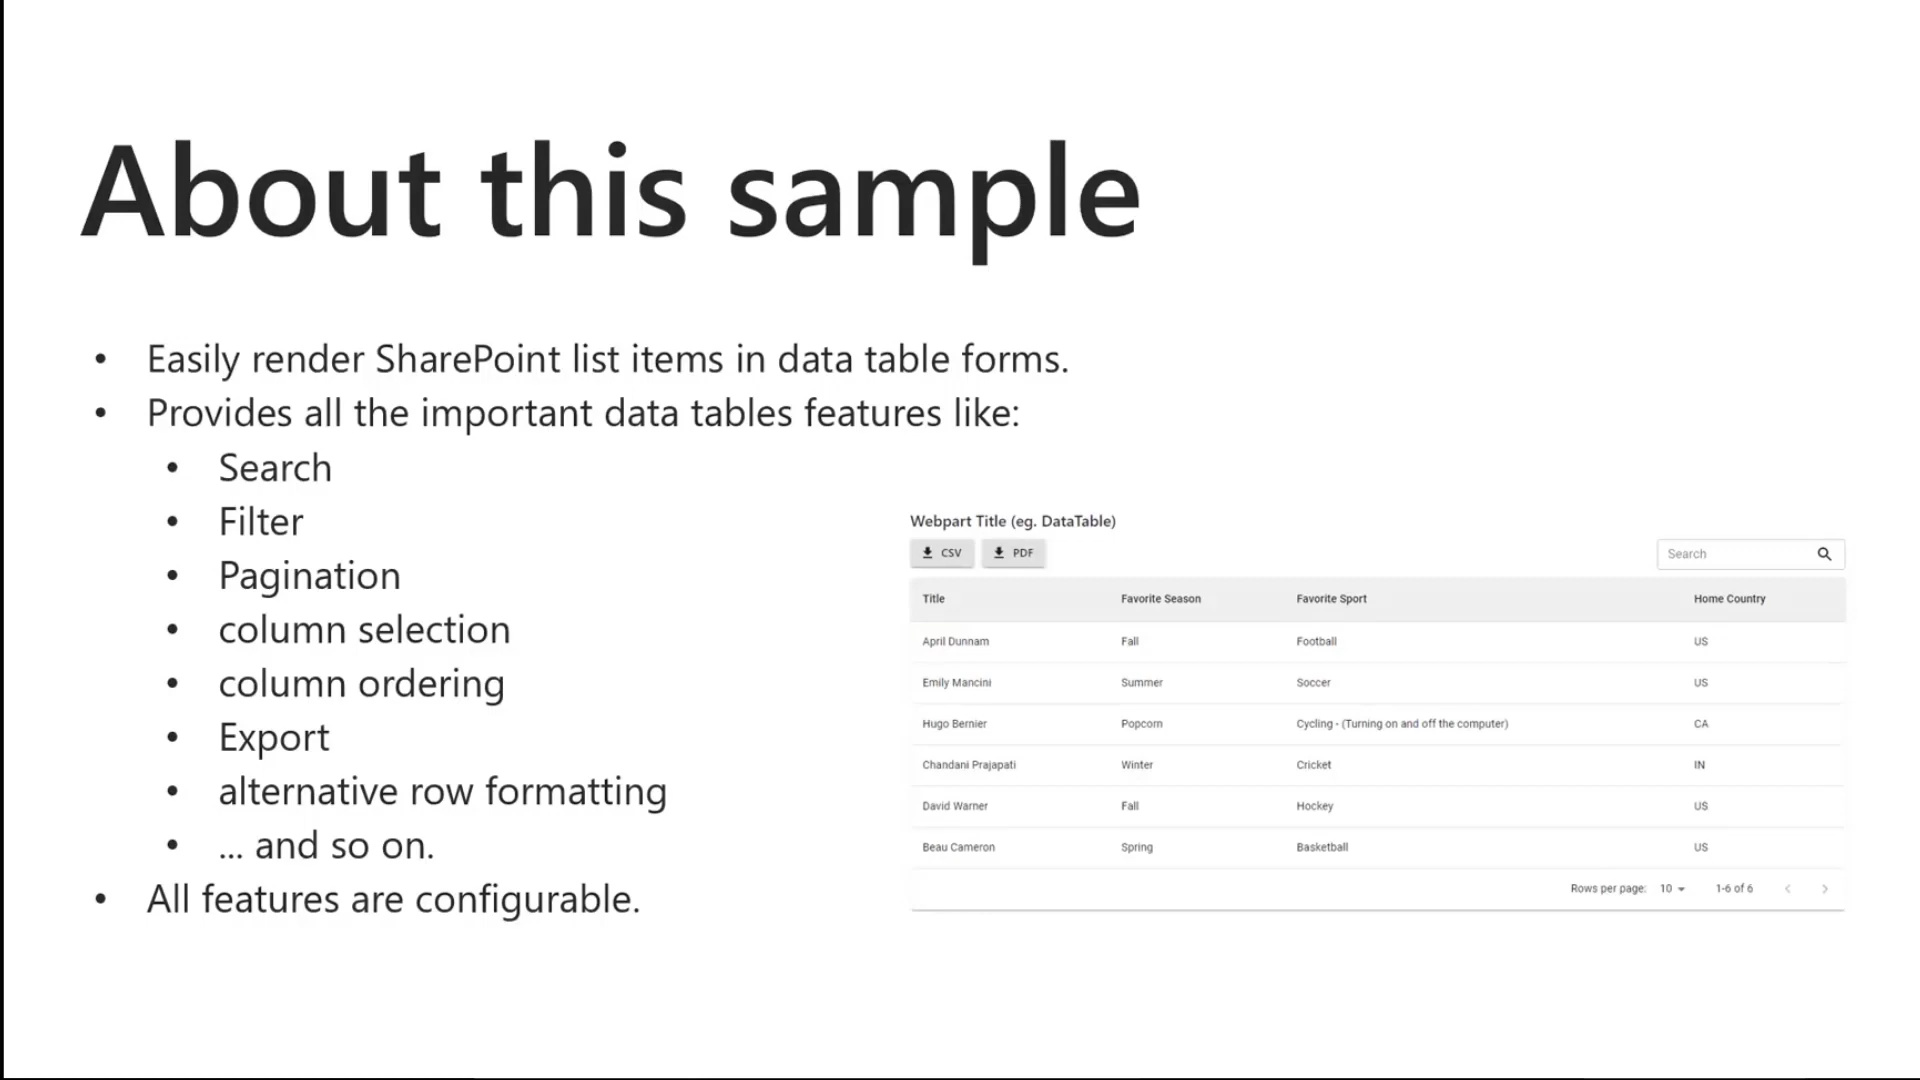 About this sample
• Easily render SharePoint list items in data table forms.
• Provides all the important data tables features like:
• Search
• Filter
• Pagination
• column selection
• column ordering
• Export
• alternative row formatting
• ... and so on.
• All features are configurable.
Webpart Title (eg. DataTable)
CSV PDF Search
Title Favorite Season Favorite Sport Home Country
April Dunnam Fall Football US
Emily Mancini Summer Soccer US
Hugo Bernier Popcorn Cycling - (Turning on and off the computer) CA
Chandani Prajapati Winter Cricket IN
David Warner Fall Hockey US
Beau Cameron Spring Basketball US
Rows per page: 10 1-6 of 6